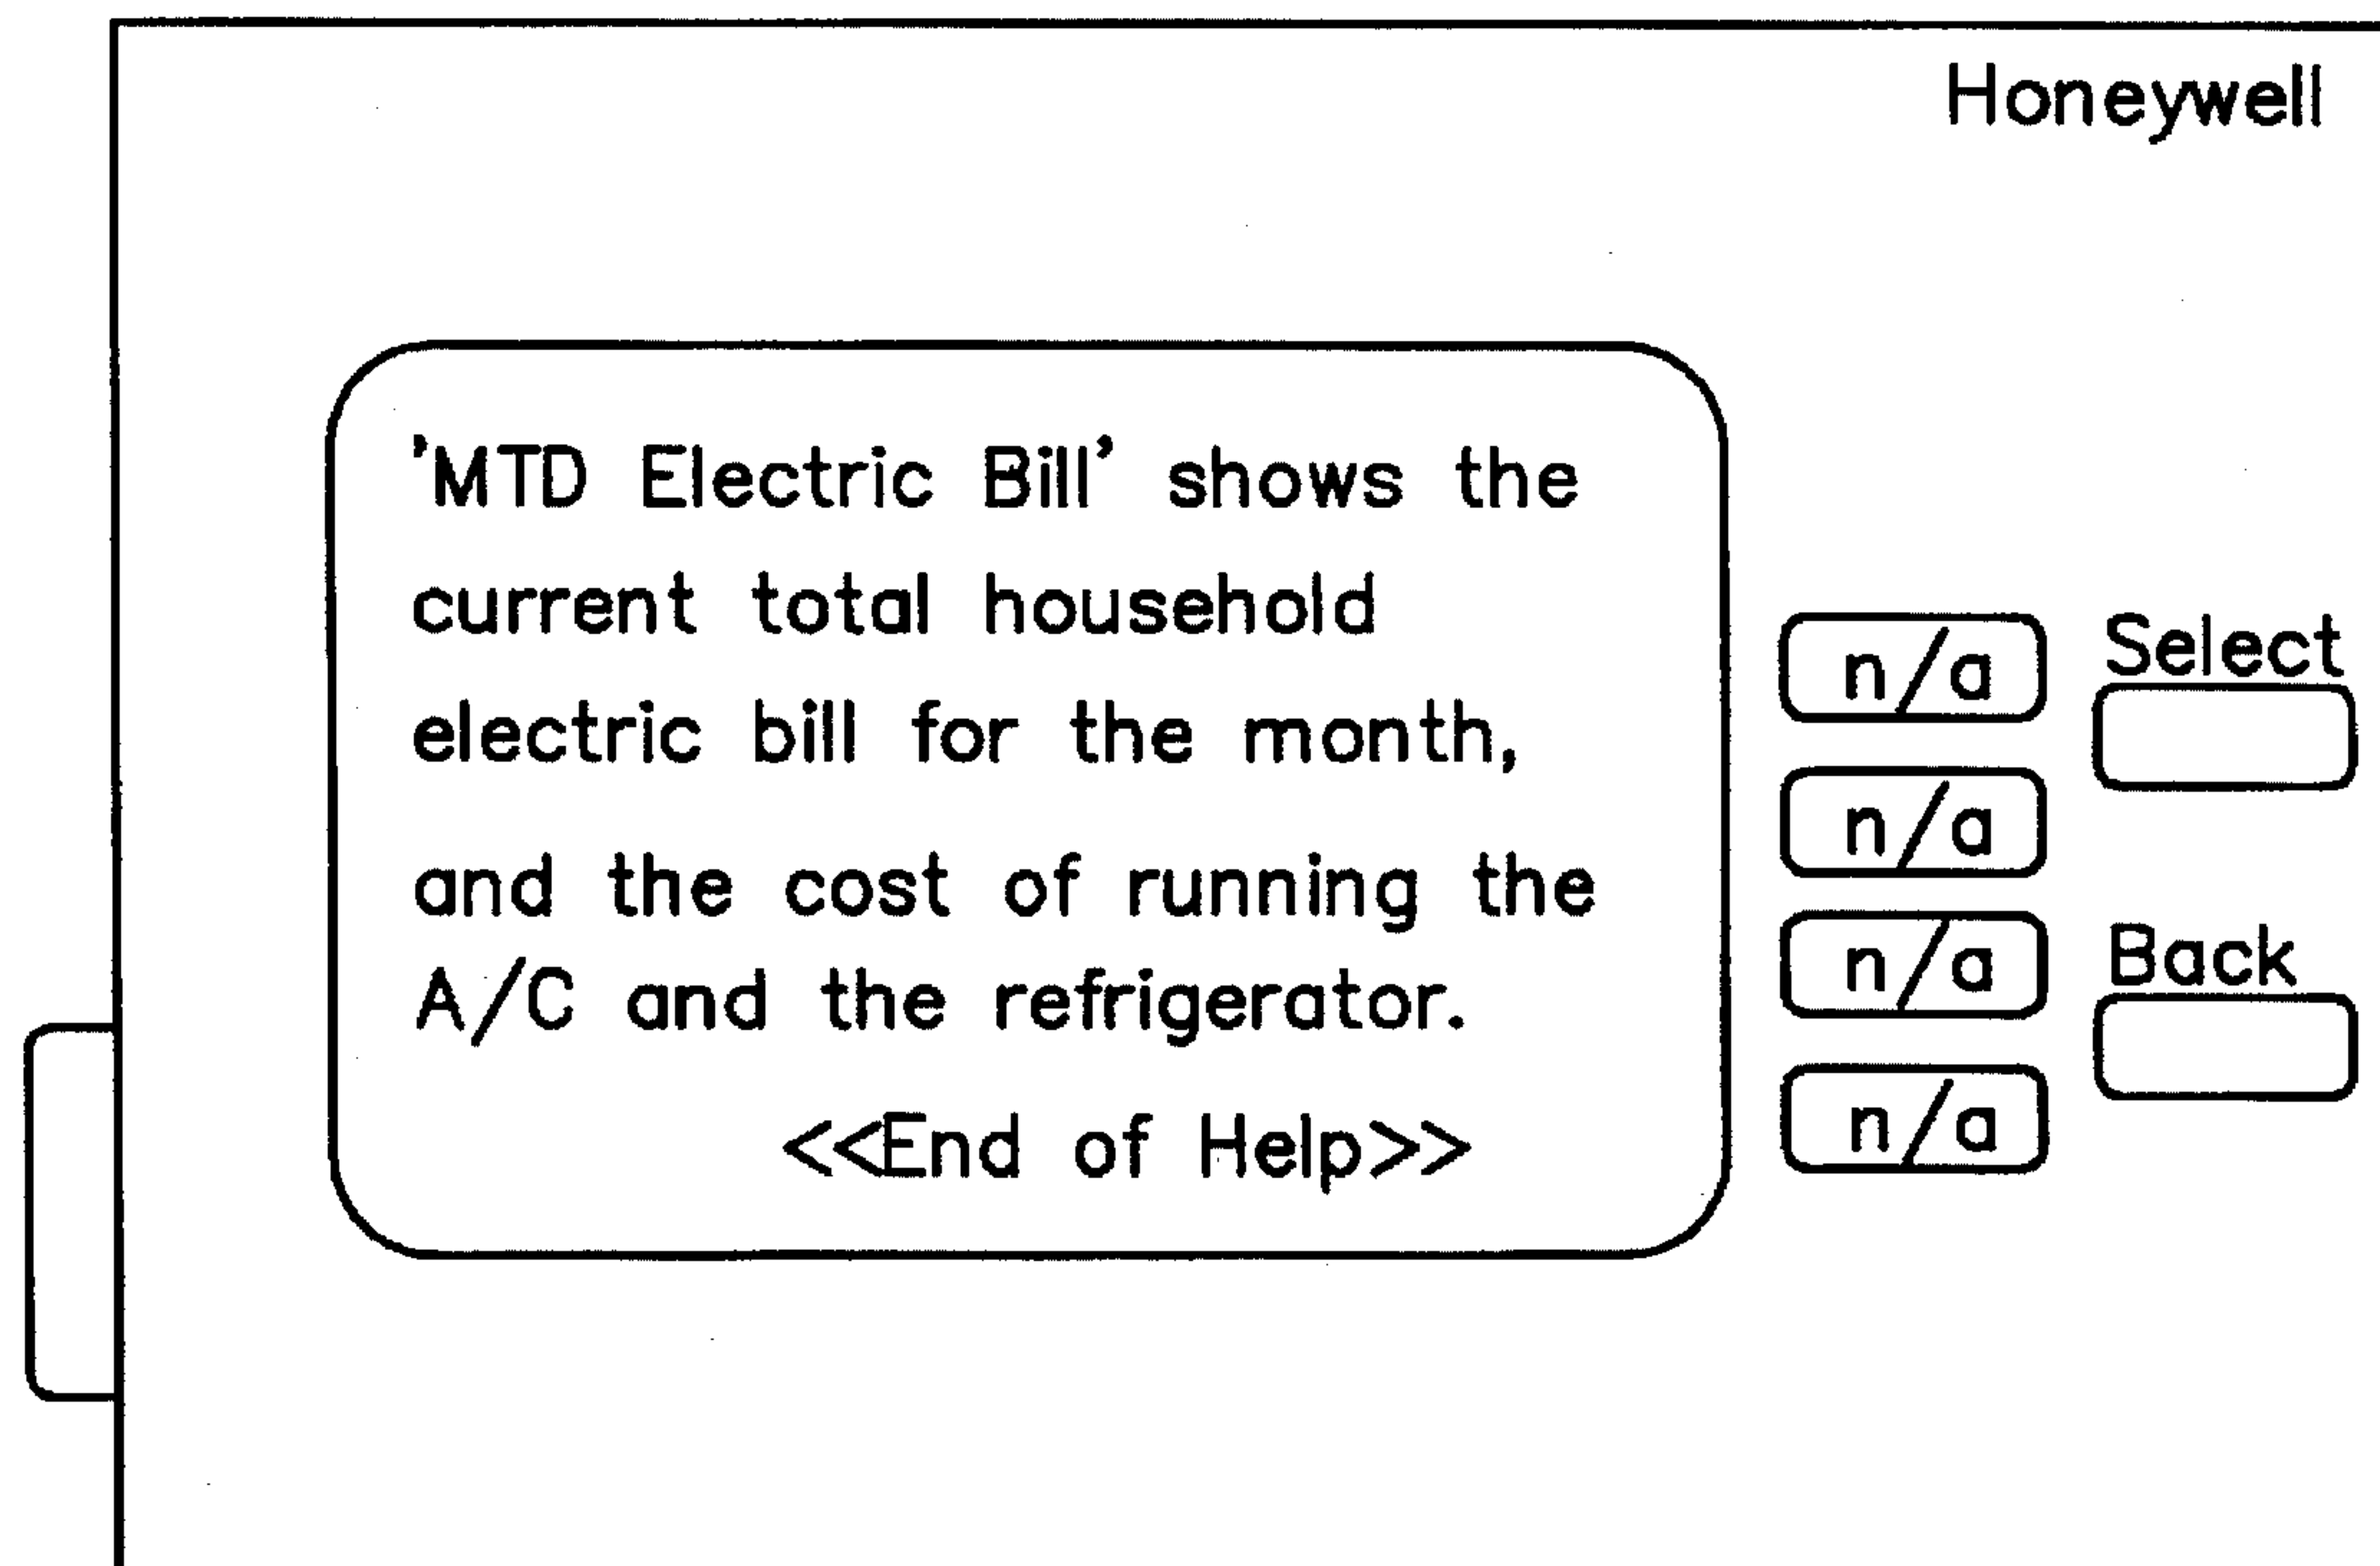 Honeywell
'MTD Electric Bill' shows the
current total household
electric bill for the month,
and the cost of running the
A/C and the refrigerator.
<<End of Help>>
n/a
n/a
n/a
n/a
Select
Back